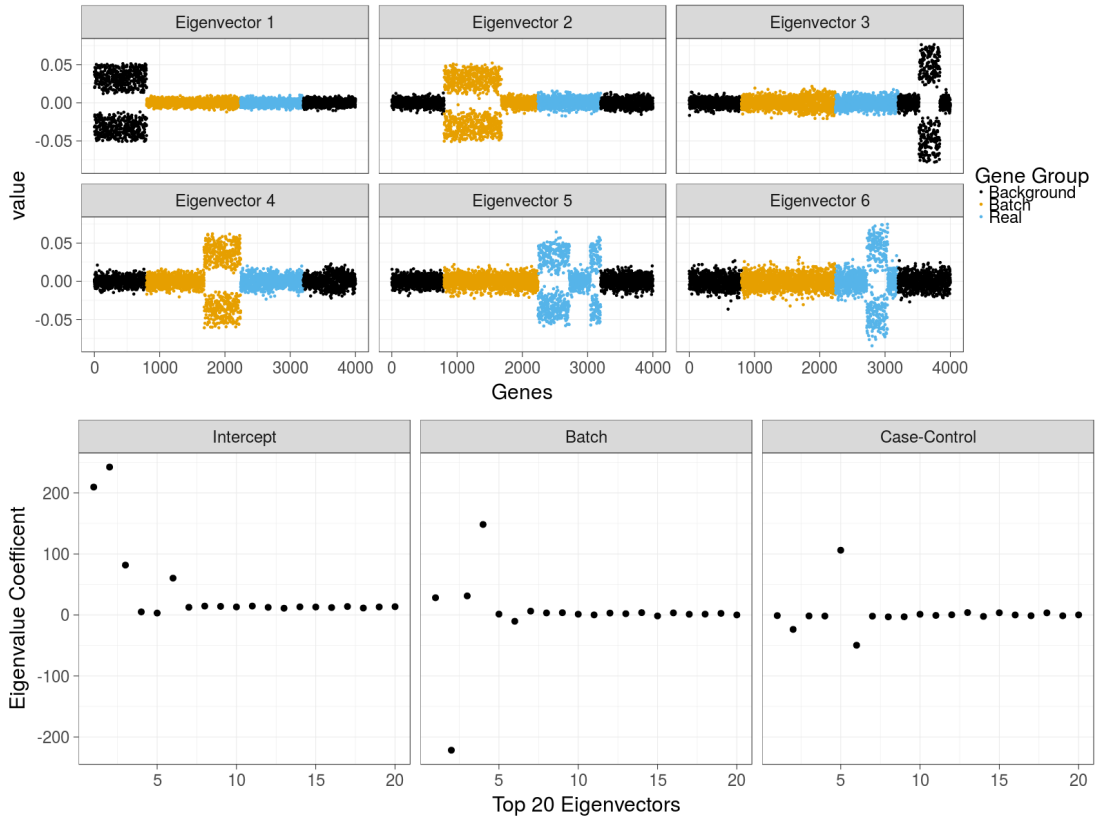 Eigenvector 1 Eigenvector 2 Eigenvector 3
0.05
0.00
-0.05
Eigenvector 4 Eigenvector 5 Eigenvector 6
0.05
0.00
-0.05
0 1000 2000 3000 4000 0 1000 2000 3000 4000 0 1000 2000 3000 4000
value
Genes
Gene Group
Background
Batch
Real
Intercept Batch Case-Control
200
100
0
-100
-200
5 10 15 20 5 10 15 20 5 10 15 20
Eigenvalue Coefficent
Top 20 Eigenvectors